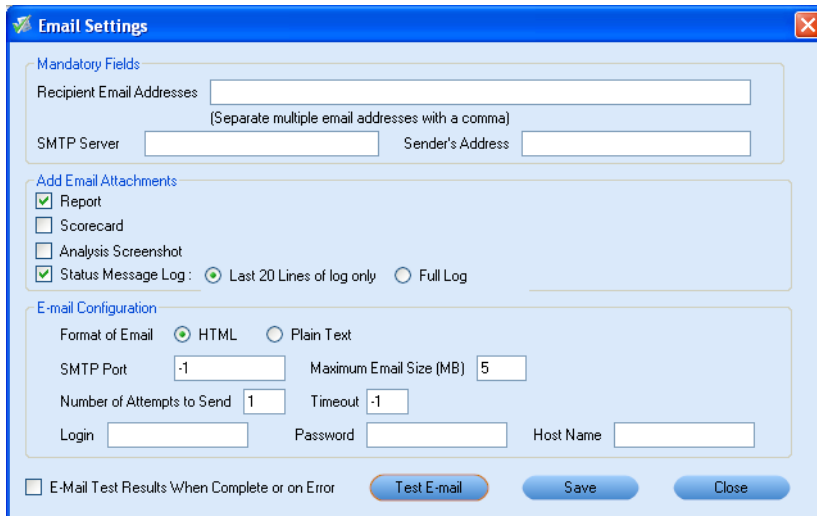 Email Settings
Mandatory Fields
Recipient Email Addresses
(Separate multiple email addresses with a comma)
SMTP Server Sender's Address
Add Email Attachments
Report
Scorecard
Analysis Screenshot
Status Message Log : Last 20 Lines of log only Full Log
E-mail Configuration
Format of Email HTML Plain Text
SMTP Port -1 Maximum Email Size (MB) 5
Number of Attempts to Send 1 Timeout -1
Login Password Host Name
E-Mail Test Results When Complete or on Error Test E-mail Save Close